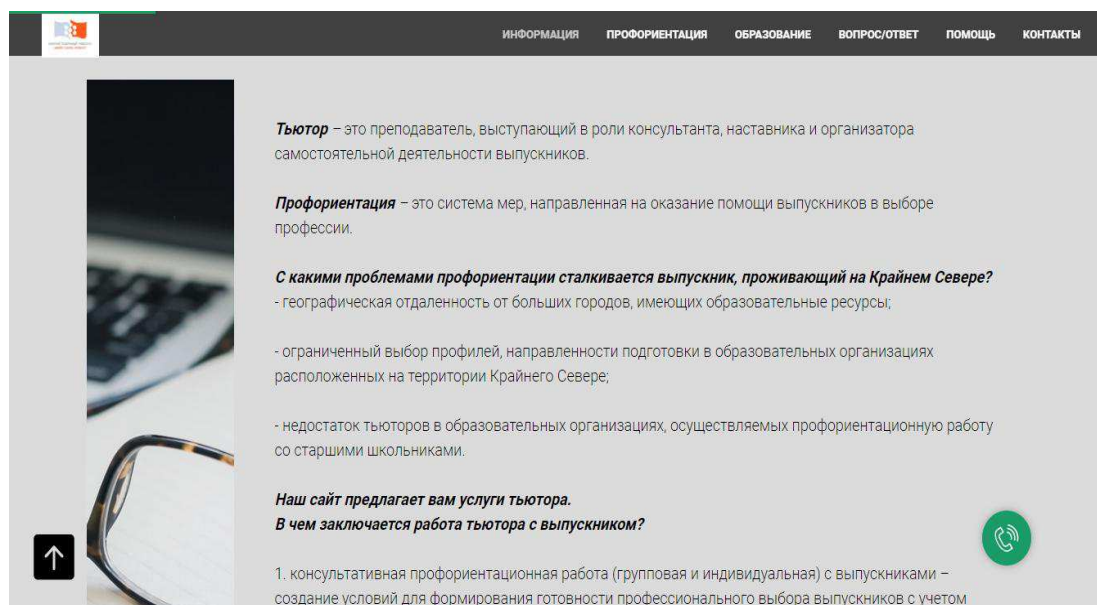 ИНФОРМАЦИЯ ПРОФОРИЕНТАЦИЯ ОБРАЗОВАНИЕ ВОПРОС/ОТВЕТ ПОМОЩЬ КОНТАКТЫ
Тьютор – это преподаватель, выступающий в роли консультанта, наставника и организатора
самостоятельной деятельности выпускников.
Профориентация – это система мер, направленная на оказание помощи выпускников в выборе
профессии.
С какими проблемами профориентации сталкивается выпускник, проживающий на Крайнем Севере?
- географическая отдаленность от больших городов, имеющих образовательные ресурсы;
- ограниченный выбор профилей, направленности подготовки в образовательных организациях
расположенных на территории Крайнего Севере;
- недостаток тьюторов в образовательных организациях, осуществляемых профориентационную работу
со старшими школьниками.
Наш сайт предлагает вам услуги тьютора.
В чем заключается работа тьютора с выпускником?
1. консультативная профориентационная работа (групповая и индивидуальная) с выпускниками –
создание условий для формирования готовности профессионального выбора выпускников с учетом